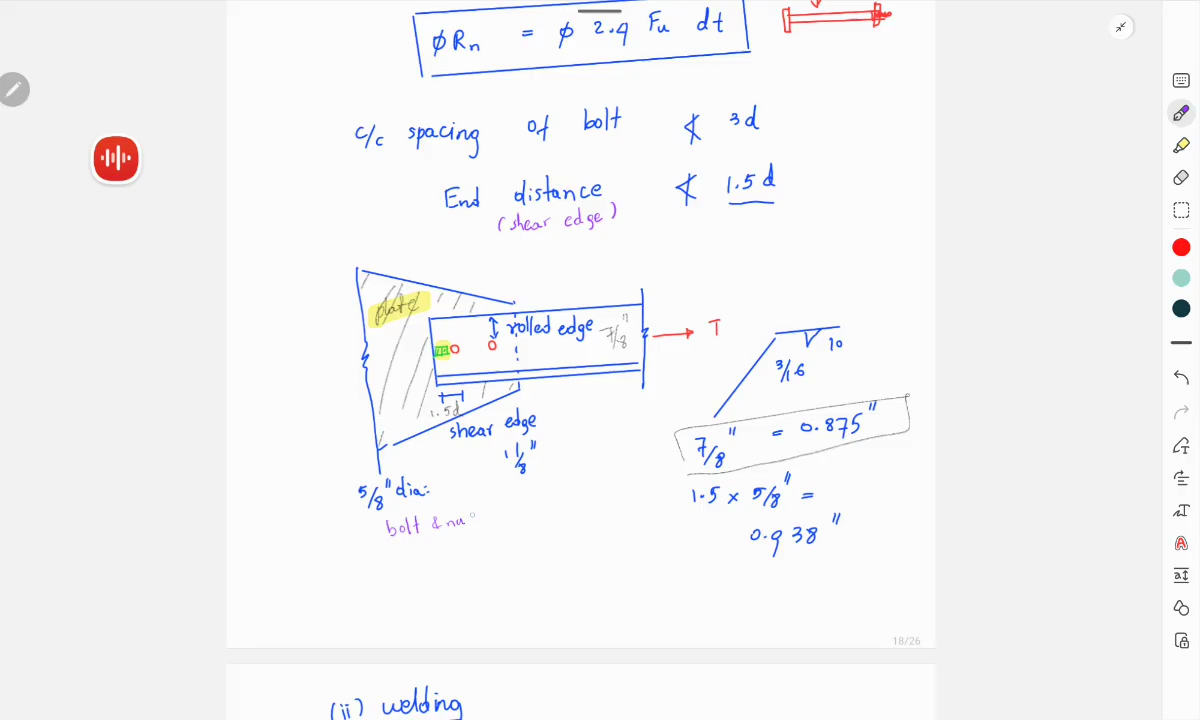 φRn = φ 2.4 Fu dt
c/c spacing of bolt ≮ 3d
End distance ≮ 1.5 d
(shear edge)
plate
rolled edge
7/8"
T
10
3/16
1.5d
shear edge
1 1/8"
7/8" = 0.875"
5/8" dia:
1.5 x 5/8" =
bolt & nu
0.938"
18/26
(ii) welding